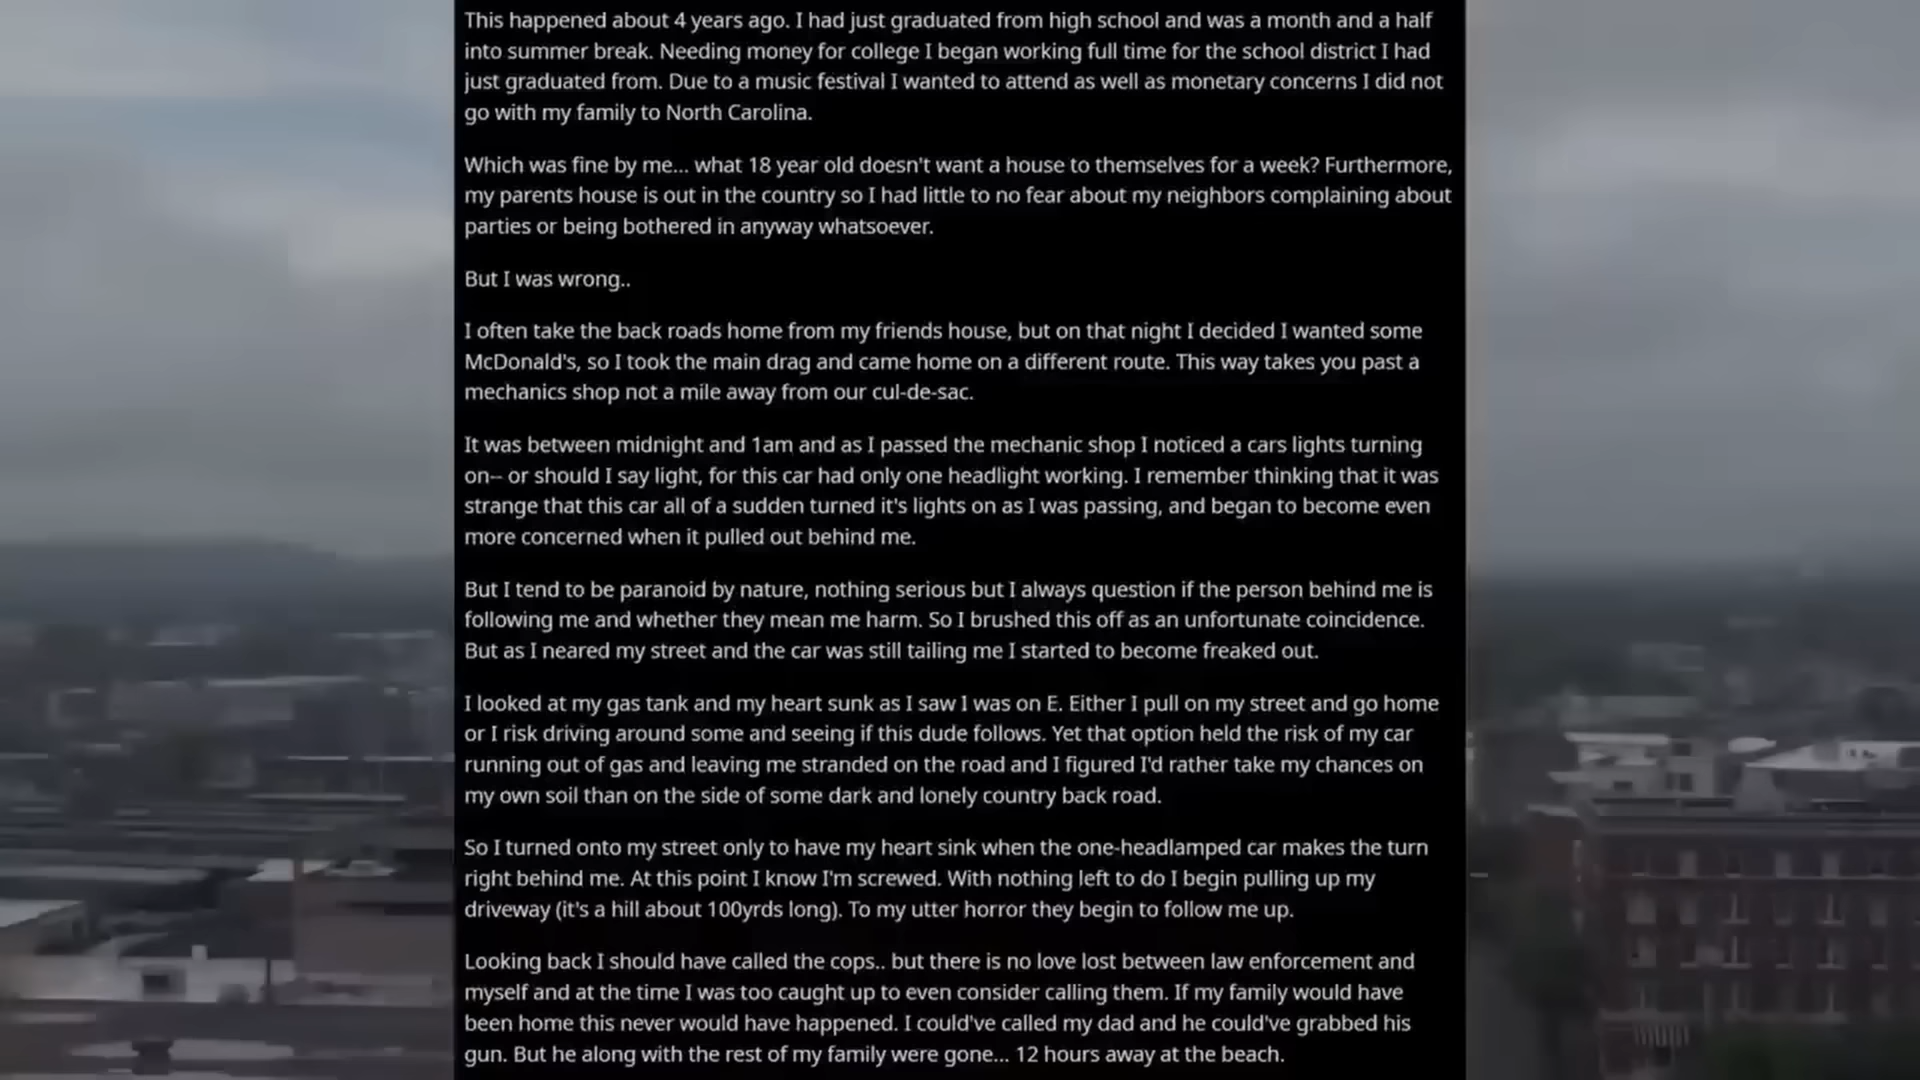 This happened about 4 years ago. I had just graduated from high school and was a month and a half
into summer break. Needing money for college I began working full time for the school district I had
just graduated from. Due to a music festival I wanted to attend as well as monetary concerns I did not
go with my family to North Carolina.
Which was fine by me... what 18 year old doesn't want a house to themselves for a week? Furthermore,
my parents house is out in the country so I had little to no fear about my neighbors complaining about
parties or being bothered in anyway whatsoever.
But I was wrong..
I often take the back roads home from my friends house, but on that night I decided I wanted some
McDonald's, so I took the main drag and came home on a different route. This way takes you past a
mechanics shop not a mile away from our cul-de-sac.
It was between midnight and 1am and as I passed the mechanic shop I noticed a cars lights turning
on-- or should I say light, for this car had only one headlight working. I remember thinking that it was
strange that this car all of a sudden turned it's lights on as I was passing, and began to become even
more concerned when it pulled out behind me.
But I tend to be paranoid by nature, nothing serious but I always question if the person behind me is
following me and whether they mean me harm. So I brushed this off as an unfortunate coincidence.
But as I neared my street and the car was still tailing me I started to become freaked out.
I looked at my gas tank and my heart sunk as I saw I was on E. Either I pull on my street and go home
or I risk driving around some and seeing if this dude follows. Yet that option held the risk of my car
running out of gas and leaving me stranded on the road and I figured I'd rather take my chances on
my own soil than on the side of some dark and lonely country back road.
So I turned onto my street only to have my heart sink when the one-headlamped car makes the turn
right behind me. At this point I know I'm screwed. With nothing left to do I begin pulling up my
driveway (it's a hill about 100yrds long). To my utter horror they begin to follow me up.
Looking back I should have called the cops.. but there is no love lost between law enforcement and
myself and at the time I was too caught up to even consider calling them. If my family would have
been home this never would have happened. I could've called my dad and he could've grabbed his
gun. But he along with the rest of my family were gone... 12 hours away at the beach.